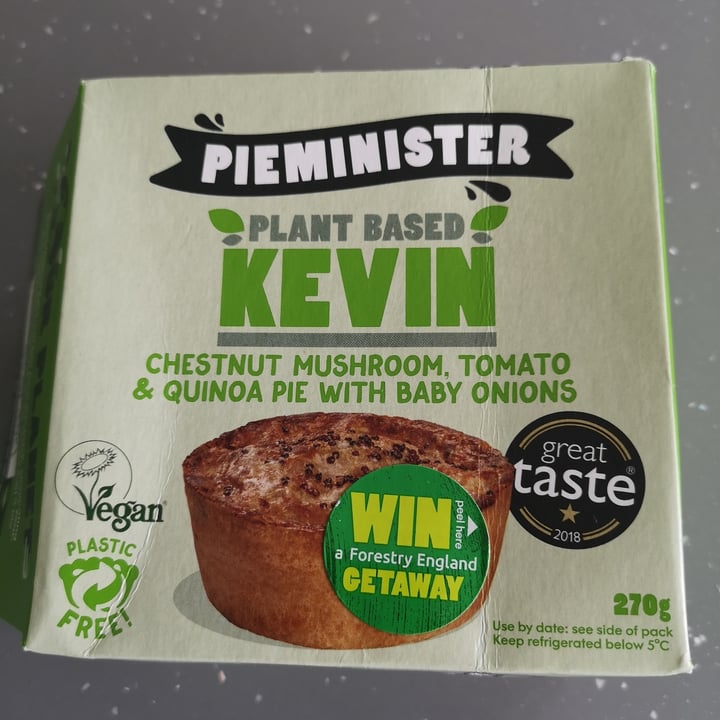 PIEMINISTER
PLANT BASED
KEVIN
CHESTNUT MUSHROOM, TOMATO
& QUINOA PIE WITH BABY ONIONS
Vegan
PLASTIC
FREE!
WIN
peel here
a Forestry England
GETAWAY
great
taste®
2018
270g
Use by date: see side of pack
Keep refrigerated below 5°C